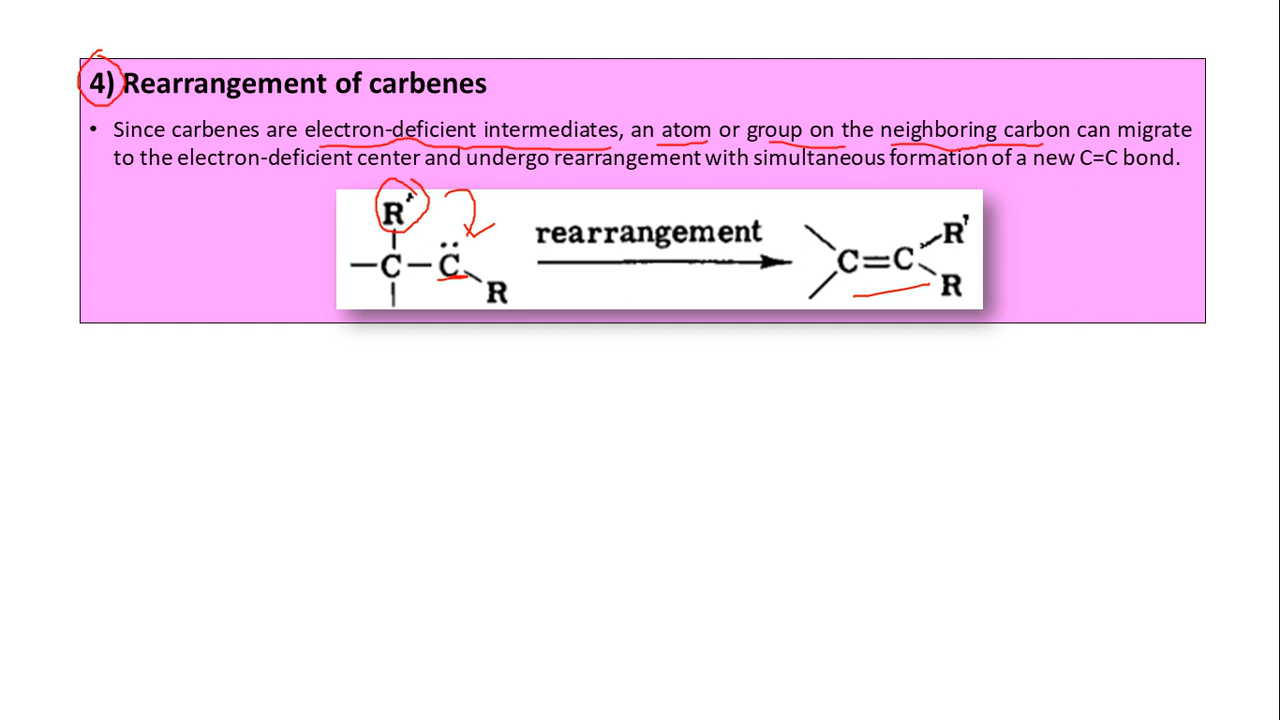 4) Rearrangement of carbenes
• Since carbenes are electron-deficient intermediates, an atom or group on the neighboring carbon can migrate
to the electron-deficient center and undergo rearrangement with simultaneous formation of a new C=C bond.
R'
–C–C̈
R
rearrangement
C=C
R'
R